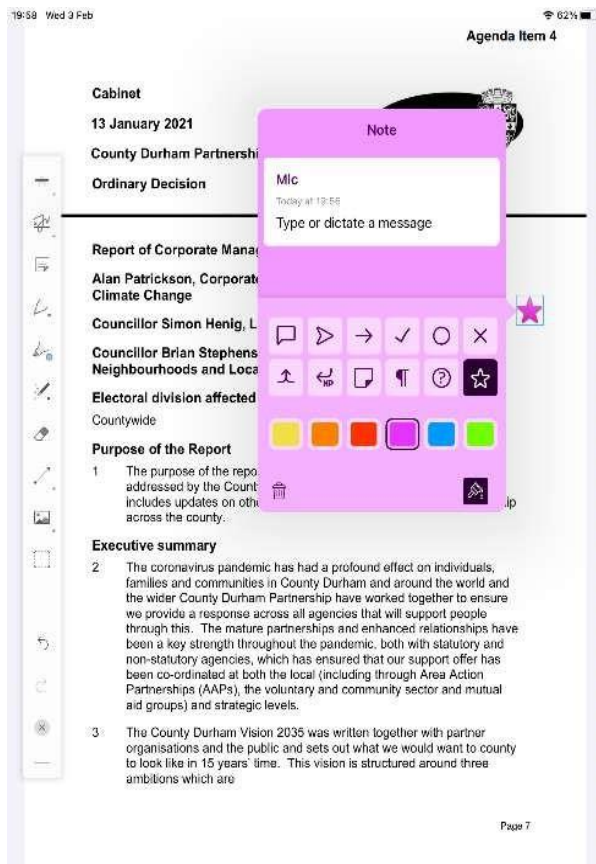 19:58 Wed 3 Feb
62%
Agenda Item 4
Cabinet
13 January 2021
County Durham Partnershi
Ordinary Decision
Note
Mic
Today at 19:56
Type or dictate a message
Report of Corporate Manag
Alan Patrickson, Corporate
Climate Change
Councillor Simon Henig, L
Councillor Brian Stephens
Neighbourhoods and Loca
Electoral division affected
Countywide
NP
Purpose of the Report
1 The purpose of the repo
addressed by the Count
includes updates on othe ip
across the county.
Executive summary
2 The coronavirus pandemic has had a profound effect on individuals,
families and communities in County Durham and around the world and
the wider County Durham Partnership have worked together to ensure
we provide a response across all agencies that will support people
through this. The mature partnerships and enhanced relationships have
been a key strength throughout the pandemic, both with statutory and
non-statutory agencies, which has ensured that our support offer has
been co-ordinated at both the local (including through Area Action
Partnerships (AAPs), the voluntary and community sector and mutual
aid groups) and strategic levels.
3 The County Durham Vision 2035 was written together with partner
organisations and the public and sets out what we would want to county
to look like in 15 years' time. This vision is structured around three
ambitions which are
Page 7